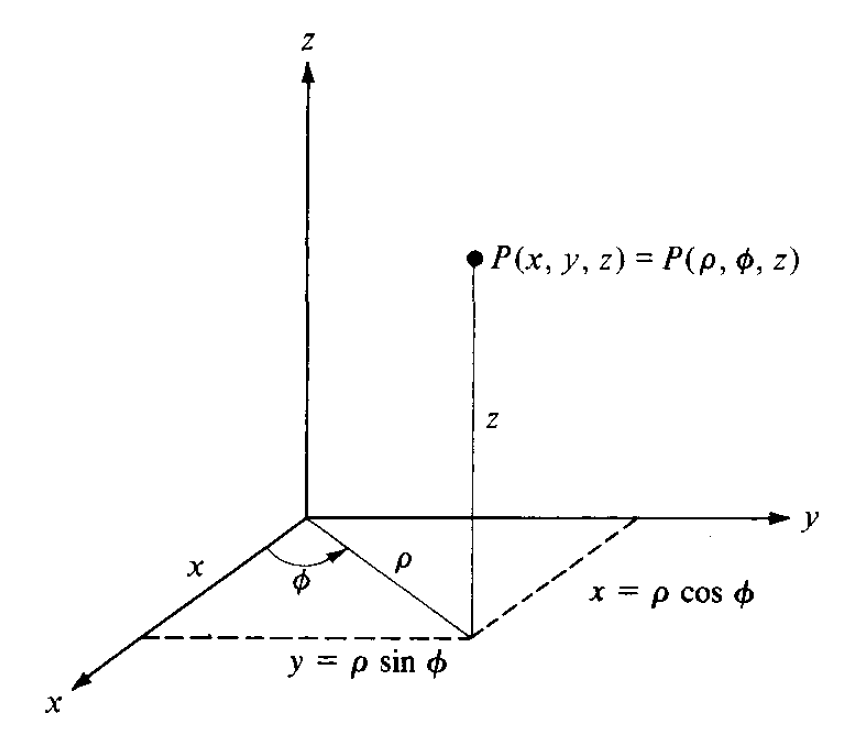 z
P(x, y, z) = P(ρ, ϕ, z)
z
y
x
ϕ
ρ
x = ρ cos ϕ
y = ρ sin ϕ
x